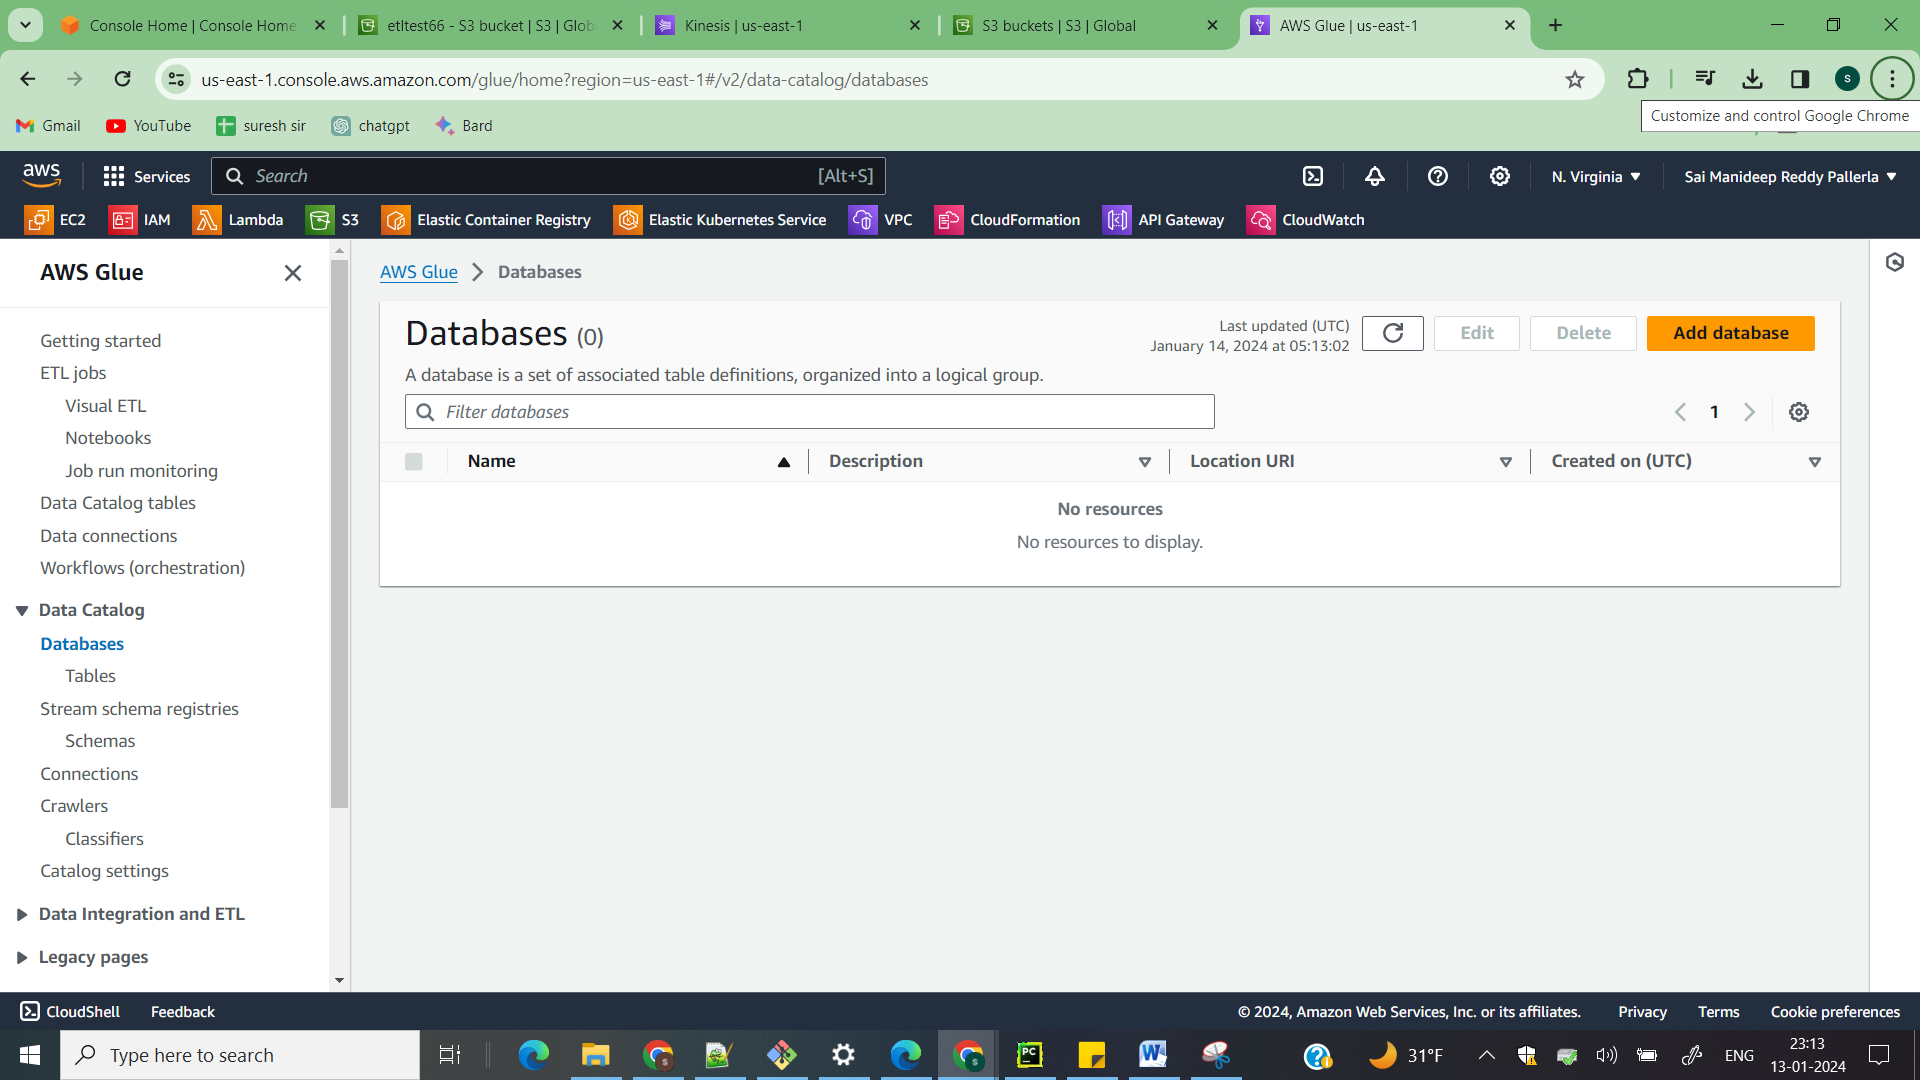 Console Home | Console Home
etltest66 - S3 bucket | S3 | Glob
Kinesis | us-east-1
S3 buckets | S3 | Global
AWS Glue | us-east-1
us-east-1.console.aws.amazon.com/glue/home?region=us-east-1#/v2/data-catalog/databases
S
Gmail
YouTube
suresh sir
chatgpt
Bard
Customize and control Google Chrome
aws
Services
Search
[Alt+S]
N. Virginia
Sai Manideep Reddy Pallerla
EC2
IAM
Lambda
S3
Elastic Container Registry
Elastic Kubernetes Service
VPC
CloudFormation
API Gateway
CloudWatch
AWS Glue
Getting started
ETL jobs
Visual ETL
Notebooks
Job run monitoring
Data Catalog tables
Data connections
Workflows (orchestration)
Data Catalog
Databases
Tables
Stream schema registries
Schemas
Connections
Crawlers
Classifiers
Catalog settings
Data Integration and ETL
Legacy pages
AWS Glue > Databases
Databases (0)
Last updated (UTC)
January 14, 2024 at 05:13:02
Edit
Delete
Add database
A database is a set of associated table definitions, organized into a logical group.
Filter databases
1
Name
Description
Location URI
Created on (UTC)
No resources
No resources to display.
CloudShell
Feedback
© 2024, Amazon Web Services, Inc. or its affiliates.
Privacy
Terms
Cookie preferences
Type here to search
31°F
ENG
23:13
13-01-2024